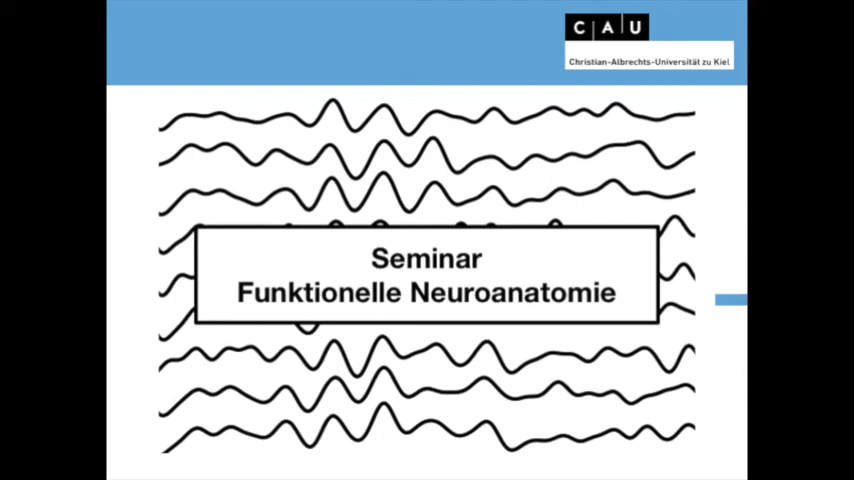 CAU
Christian-Albrechts-Universität zu Kiel
Seminar
Funktionelle Neuroanatomie